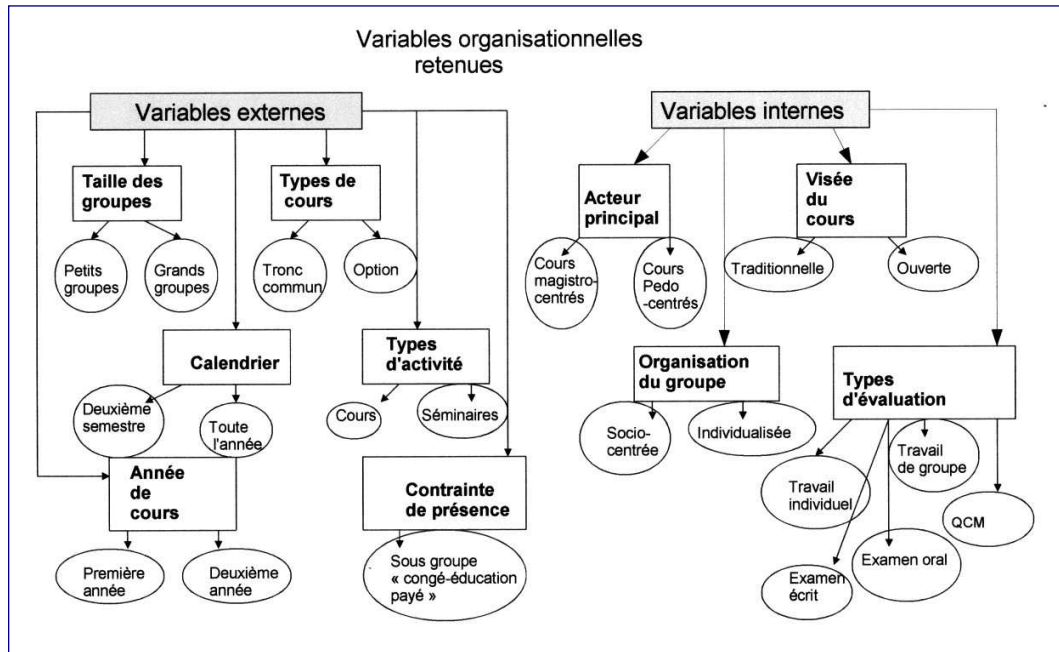 Variables organisationnelles
retenues
Variables externes
Taille des
groupes
Petits
groupes
Grands
groupes
Types de
cours
Tronc
commun
Option
Calendrier
Deuxième
semestre
Toute
l'année
Types
d'activité
Cours
Séminaires
Année
de
cours
Première
année
Deuxième
année
Contrainte
de présence
Sous groupe
« congé-éducation
payé »
Variables internes
Acteur
principal
Cours
magistro-
centrés
Cours
Pedo
-centrés
Visée
du
cours
Traditionnelle
Ouverte
Organisation
du groupe
Socio-
centrée
Individualisée
Types
d'évaluation
Travail
individuel
Travail
de groupe
QCM
Examen
écrit
Examen oral